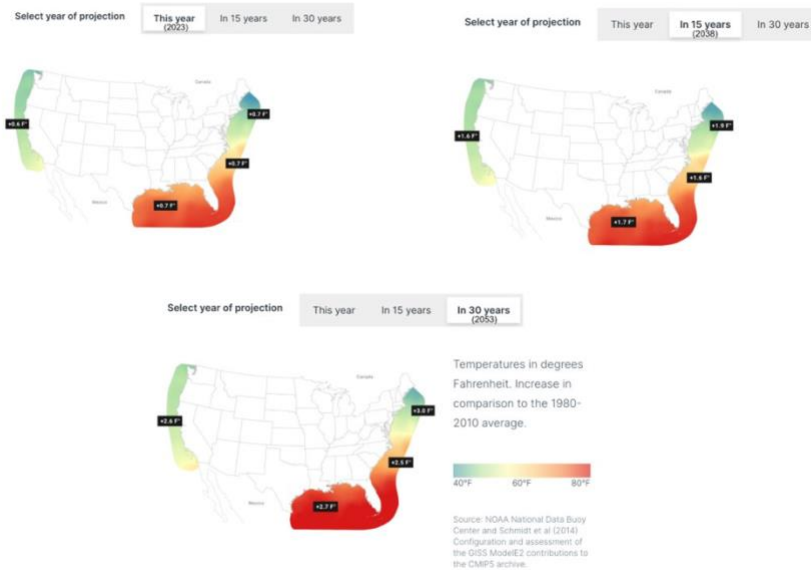 Select year of projection
This year
(2023)
In 15 years
In 30 years
Canada
+0.6 F°
+0.7 F°
+0.7 F°
+0.7 F°
Mexico
Select year of projection
This year
In 15 years
(2038)
In 30 years
Canada
+1.6 F°
+1.9 F°
+1.6 F°
+1.7 F°
Mexico
Select year of projection
This year
In 15 years
In 30 years
(2053)
Canada
+2.6 F°
+3.0 F°
+2.5 F°
+2.7 F°
Mexico
Temperatures in degrees
Fahrenheit. Increase in
comparison to the 1980-
2010 average.
40°F
60°F
80°F
Source: NOAA National Data Buoy
Center and Schmidt et al (2014)
Configuration and assessment of
the GISS ModelE2 contributions to
the CMIP5 archive.